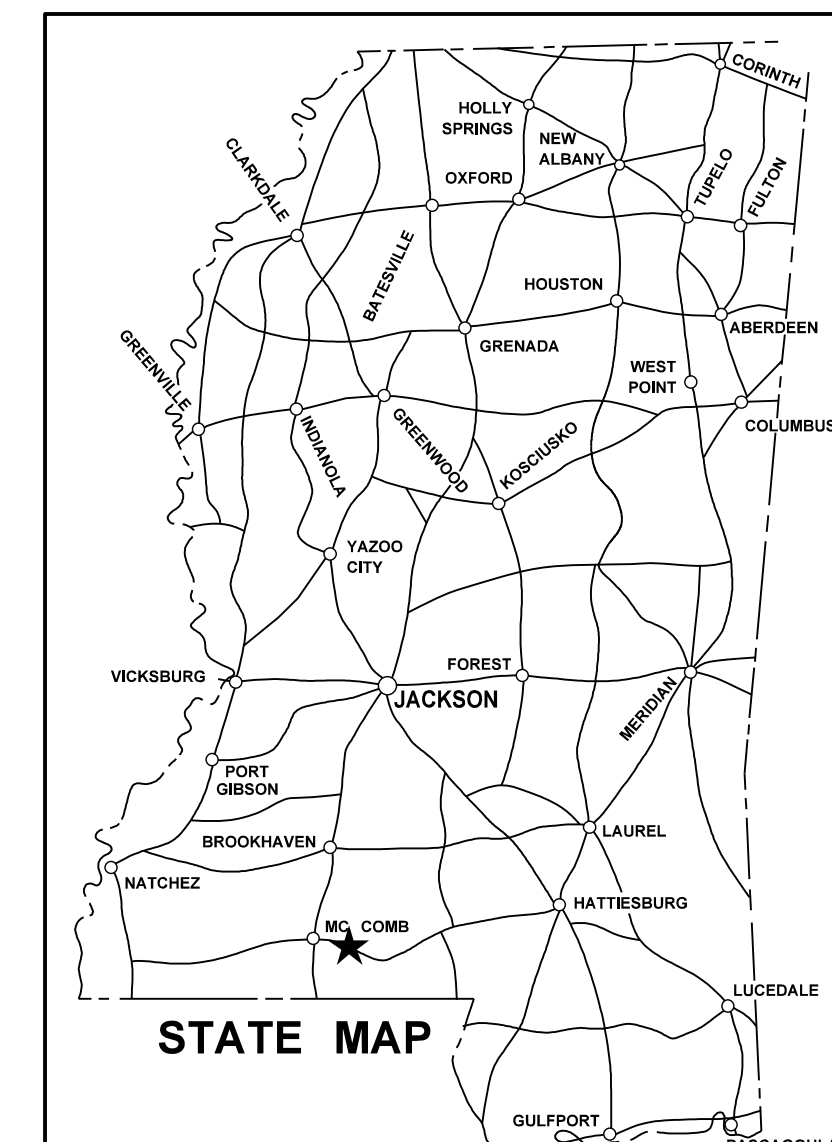 CORINTH
HOLLY
SPRINGS
NEW
ALBANY
CLARKDALE
OXFORD
TUPELO
FULTON
BATESVILLE
HOUSTON
ABERDEEN
GREENVILLE
GRENADA
WEST
POINT
COLUMBUS
INDIANOLA
GREENWOOD
KOSCIUSKO
YAZOO
CITY
VICKSBURG
FOREST
JACKSON
MERIDIAN
PORT
GIBSON
BROOKHAVEN
LAUREL
NATCHEZ
HATTIESBURG
MC COMB
LUCEDALE
STATE MAP
GULFPORT